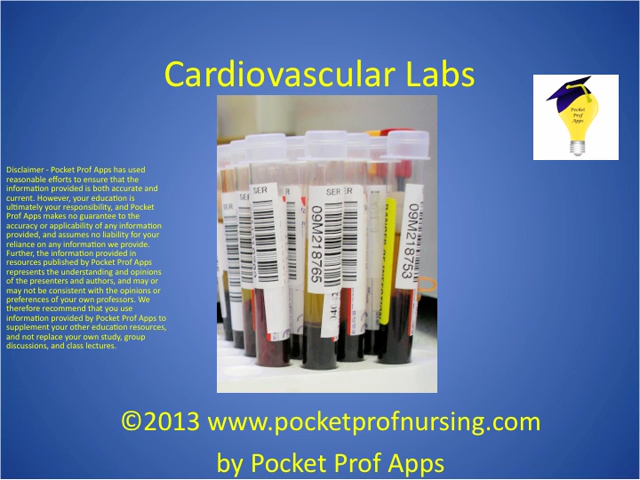 Cardiovascular Labs
Pocket
Prof
Apps
Disclaimer - Pocket Prof Apps has used
reasonable efforts to ensure that the
information provided is both accurate and
current. However, your education is
ultimately your responsibility, and Pocket
Prof Apps makes no guarantee to the
accuracy or applicability of any information
provided, and assumes no liability for your
reliance on any information we provide.
Further, the information provided in
resources published by Pocket Prof Apps
represents the understanding and opinions
of the presenters and authors, and may or
may not be consistent with the opinions or
preferences of your own professors. We
therefore recommend that you use
information provided by Pocket Prof Apps to
supplement your other education resources,
and not replace your own study, group
discussions, and class lectures.
SER
SER
SER
09M218765
09M218753
©2013 www.pocketprofnursing.com
by Pocket Prof Apps